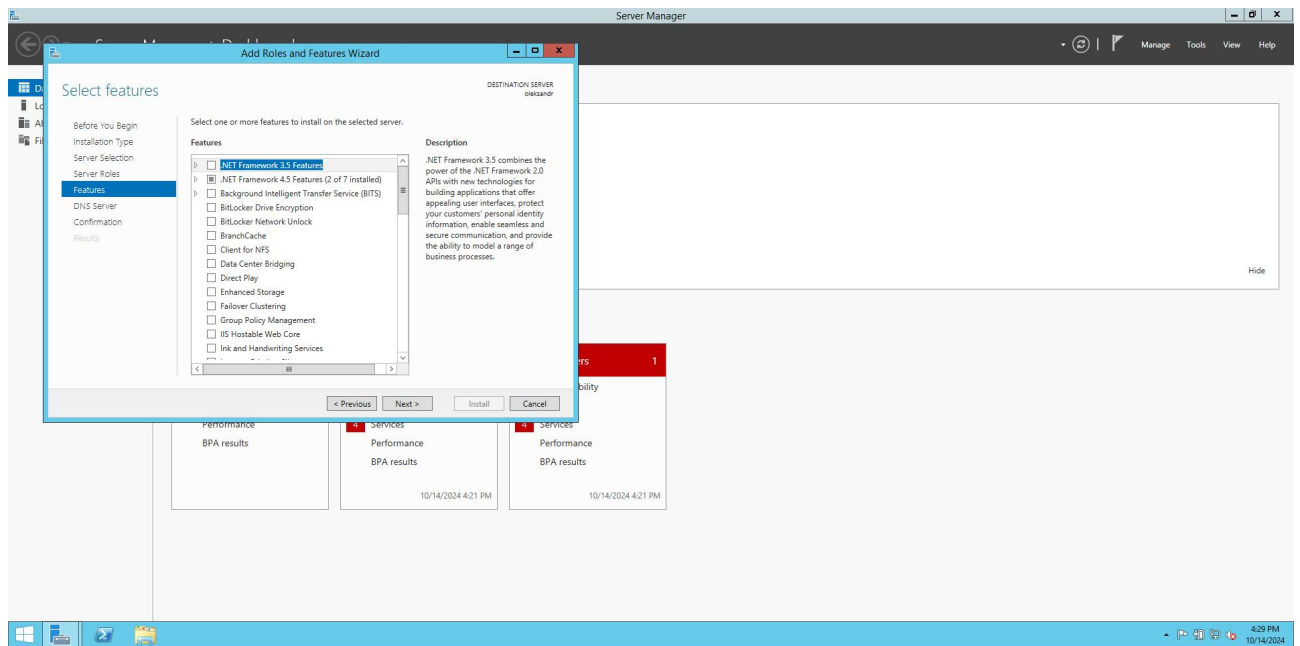 Server Manager
Manage Tools View Help
Add Roles and Features Wizard
Select features
DESTINATION SERVER
oleksandr
Before You Begin
Installation Type
Server Selection
Server Roles
Features
DNS Server
Confirmation
Results
Select one or more features to install on the selected server.
Features
.NET Framework 3.5 Features
.NET Framework 4.5 Features (2 of 7 installed)
Background Intelligent Transfer Service (BITS)
BitLocker Drive Encryption
BitLocker Network Unlock
BranchCache
Client for NFS
Data Center Bridging
Direct Play
Enhanced Storage
Failover Clustering
Group Policy Management
IIS Hostable Web Core
Ink and Handwriting Services
Description
.NET Framework 3.5 combines the
power of the .NET Framework 2.0
APIs with new technologies for
building applications that offer
appealing user interfaces, protect
your customers' personal identity
information, enable seamless and
secure communication, and provide
the ability to model a range of
business processes.
< Previous Next > Install Cancel
Hide
1
Performance
BPA results
4 Services
Performance
BPA results
10/14/2024 4:21 PM
4 Services
Performance
BPA results
10/14/2024 4:21 PM
4:29 PM
10/14/2024